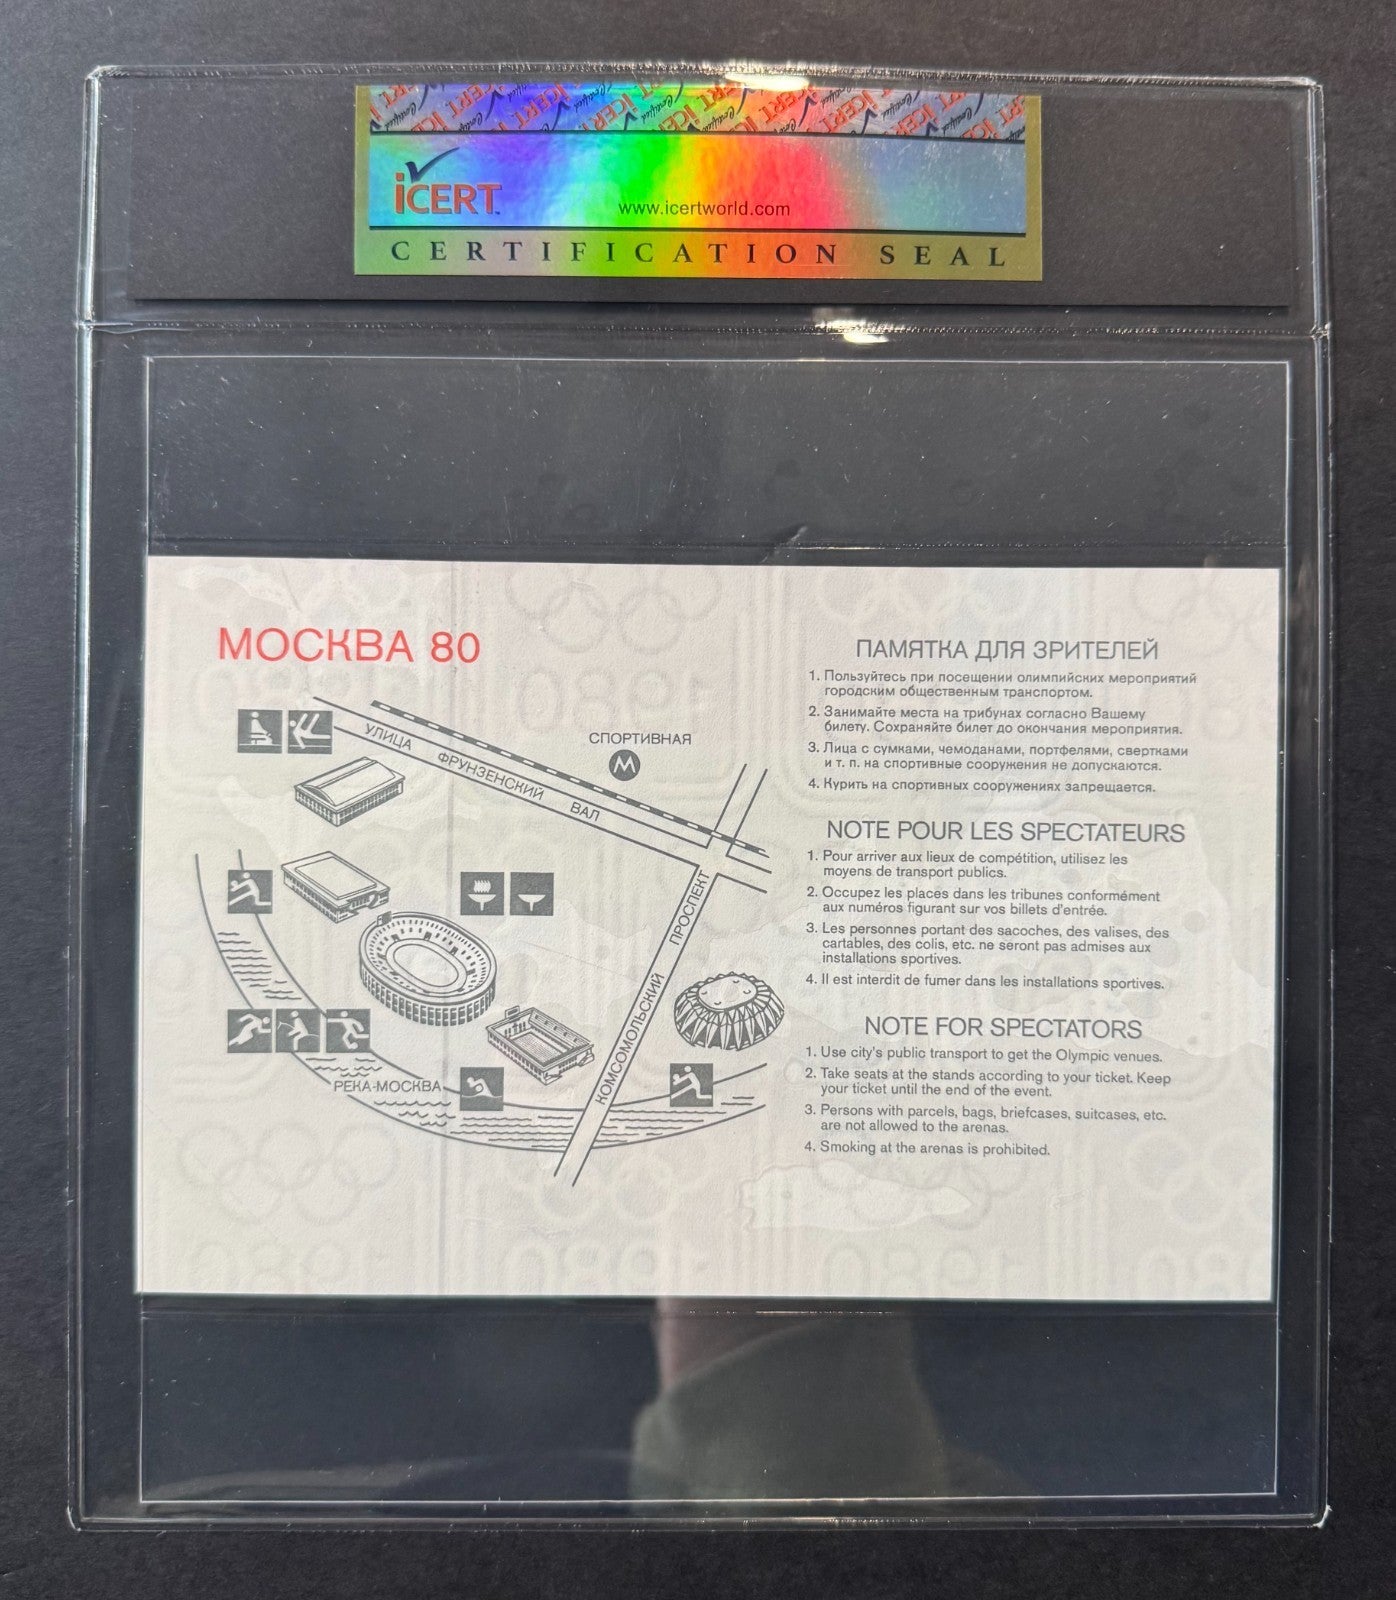 iCERT
www.icertworld.com
CERTIFICATION SEAL
МОСКВА 80
УЛИЦА ФРУНЗЕНСКИЙ ВАЛ
СПОРТИВНАЯ
М
КОМСОМОЛЬСКИЙ ПРОСПЕКТ
РЕКА-МОСКВА
ПАМЯТКА ДЛЯ ЗРИТЕЛЕЙ
1. Пользуйтесь при посещении олимпийских мероприятий
городским общественным транспортом.
2. Занимайте места на трибунах согласно Вашему
билету. Сохраняйте билет до окончания мероприятия.
3. Лица с сумками, чемоданами, портфелями, свертками
и т. п. на спортивные сооружения не допускаются.
4. Курить на спортивных сооружениях запрещается.
NOTE POUR LES SPECTATEURS
1. Pour arriver aux lieux de compétition, utilisez les
moyens de transport publics.
2. Occupez les places dans les tribunes conformément
aux numéros figurant sur vos billets d'entrée.
3. Les personnes portant des sacoches, des valises, des
cartables, des colis, etc. ne seront pas admises aux
installations sportives.
4. Il est interdit de fumer dans les installations sportives.
NOTE FOR SPECTATORS
1. Use city's public transport to get the Olympic venues.
2. Take seats at the stands according to your ticket. Keep
your ticket until the end of the event.
3. Persons with parcels, bags, briefcases, suitcases, etc.
are not allowed to the arenas.
4. Smoking at the arenas is prohibited.